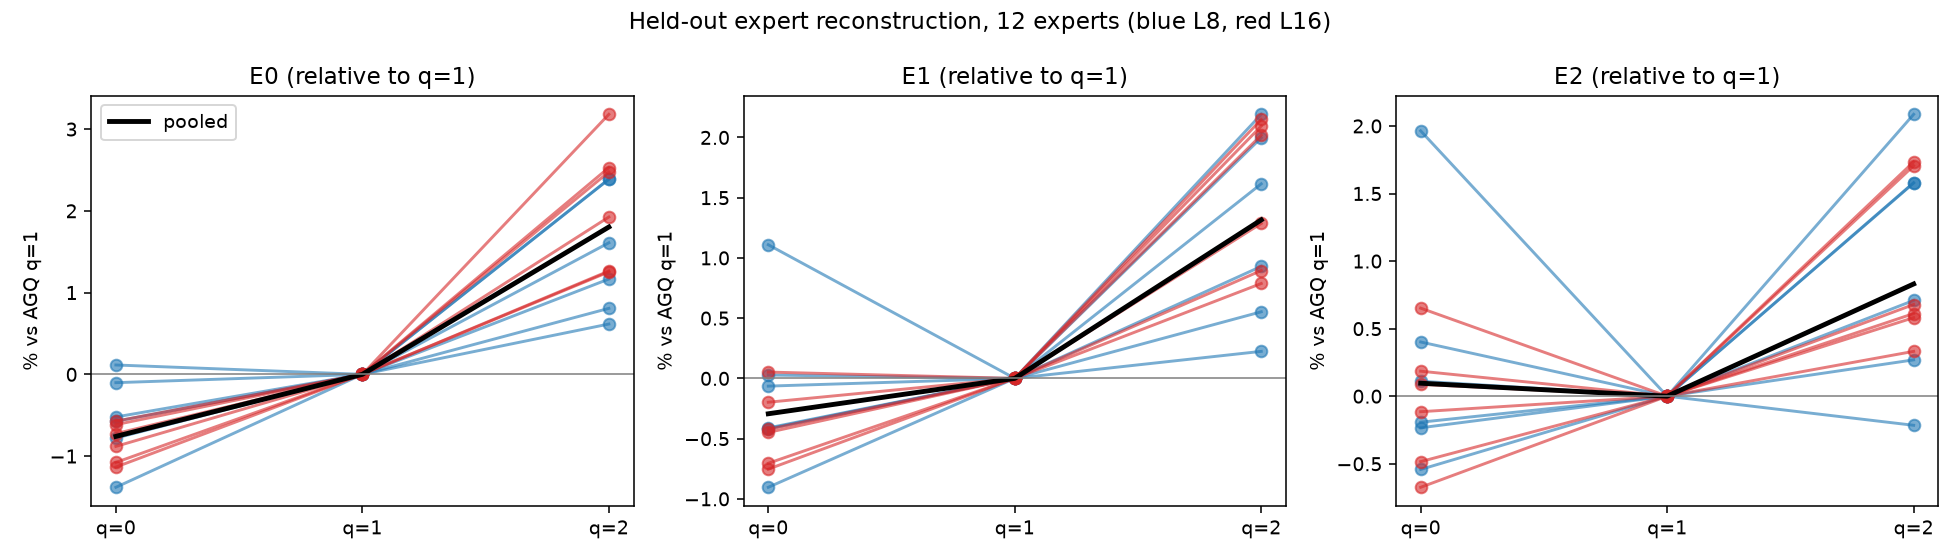 Held-out expert reconstruction, 12 experts (blue L8, red L16)
E0 (relative to q=1)
% vs AGQ q=1
3
2
1
0
−1
pooled
q=0
q=1
q=2
E1 (relative to q=1)
% vs AGQ q=1
2.0
1.5
1.0
0.5
0.0
−0.5
−1.0
q=0
q=1
q=2
E2 (relative to q=1)
% vs AGQ q=1
2.0
1.5
1.0
0.5
0.0
−0.5
q=0
q=1
q=2